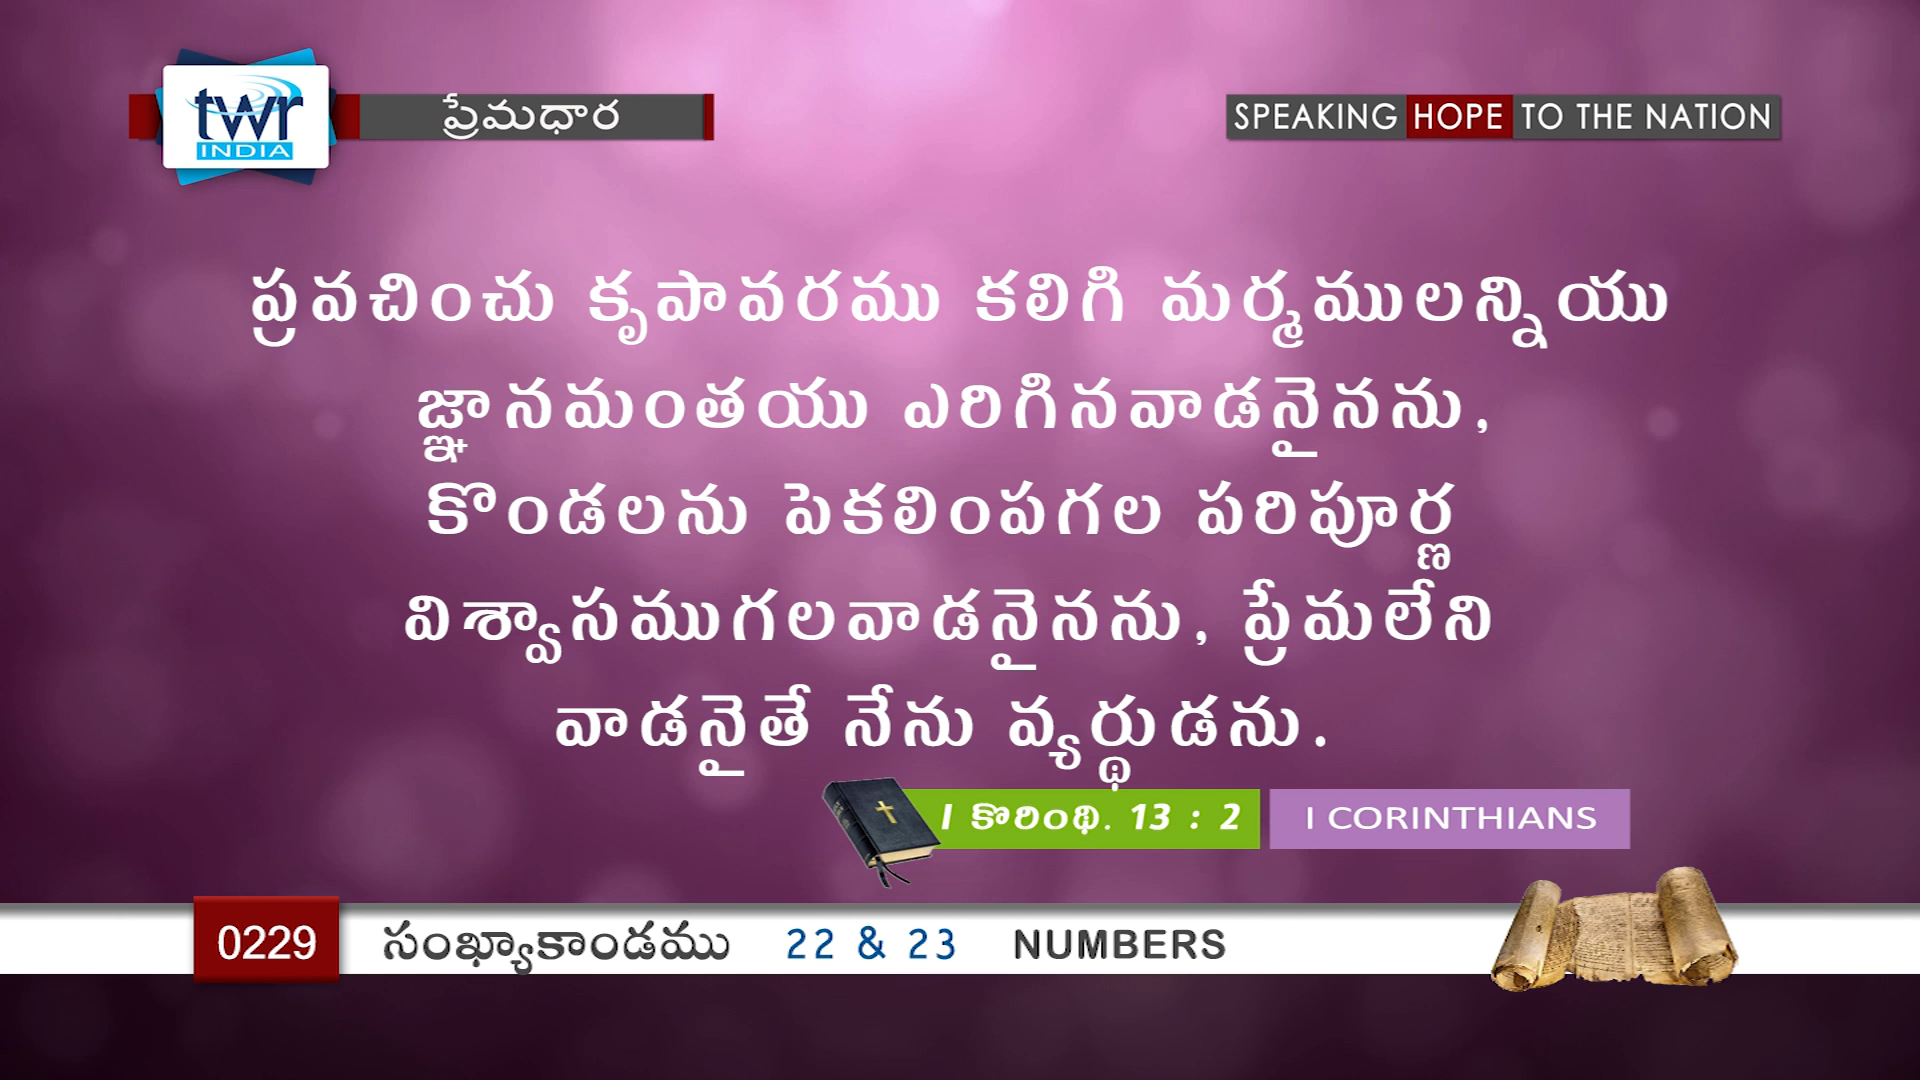 twr
INDIA
ప్రేమధార
SPEAKING HOPE TO THE NATION
ప్రవచించు కృపావరము కలిగి మర్మములన్నియు
జ్ఞానమంతయు ఎరిగినవాడనైనను,
కొండలను పెకలింపగల పరిపూర్ణ
విశ్వాసముగలవాడనైనను, ప్రేమలేని
వాడనైతే నేను వ్యర్థుడను.
I కొరింథి. 13 : 2 I CORINTHIANS
0229 సంఖ్యాకాండము 22 & 23 NUMBERS